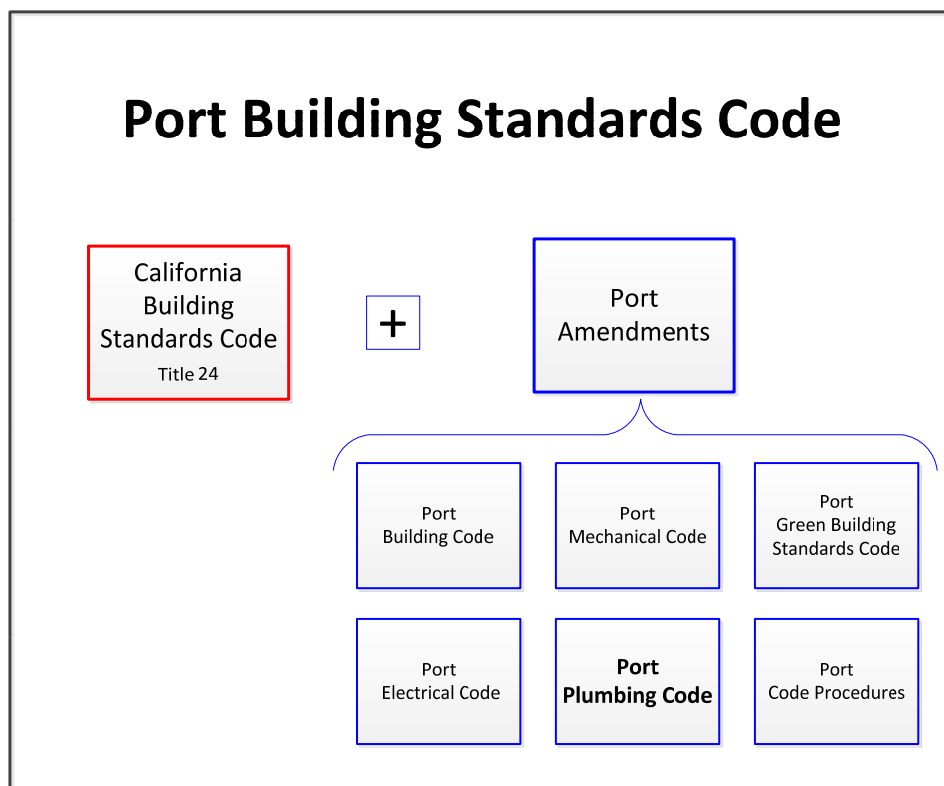 Port Building Standards Code
California
Building
Standards Code
Title 24
+
Port
Amendments
Port
Building Code
Port
Mechanical Code
Port
Green Building
Standards Code
Port
Electrical Code
Port
Plumbing Code
Port
Code Procedures